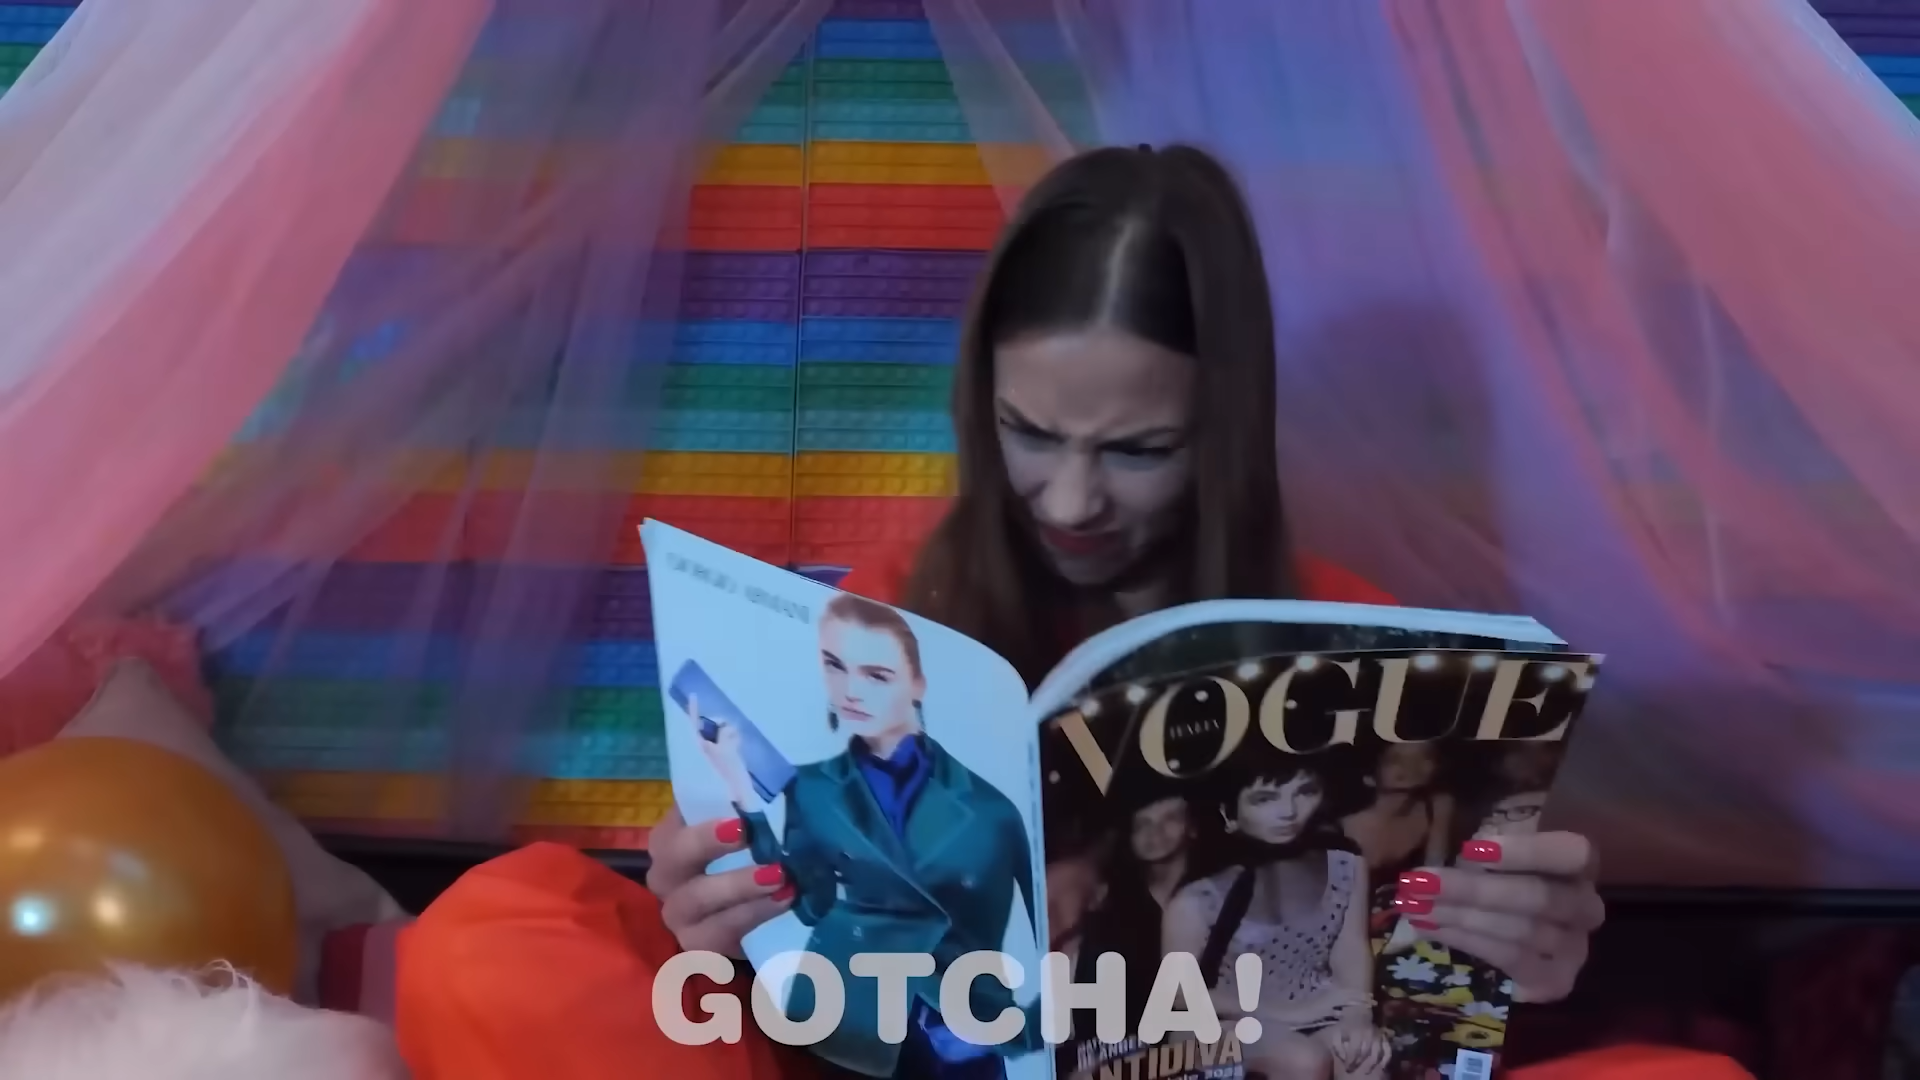 GIORGIO ARMANI
VOGUE
ITALIA
GOTCHA!
ANTIDIVA